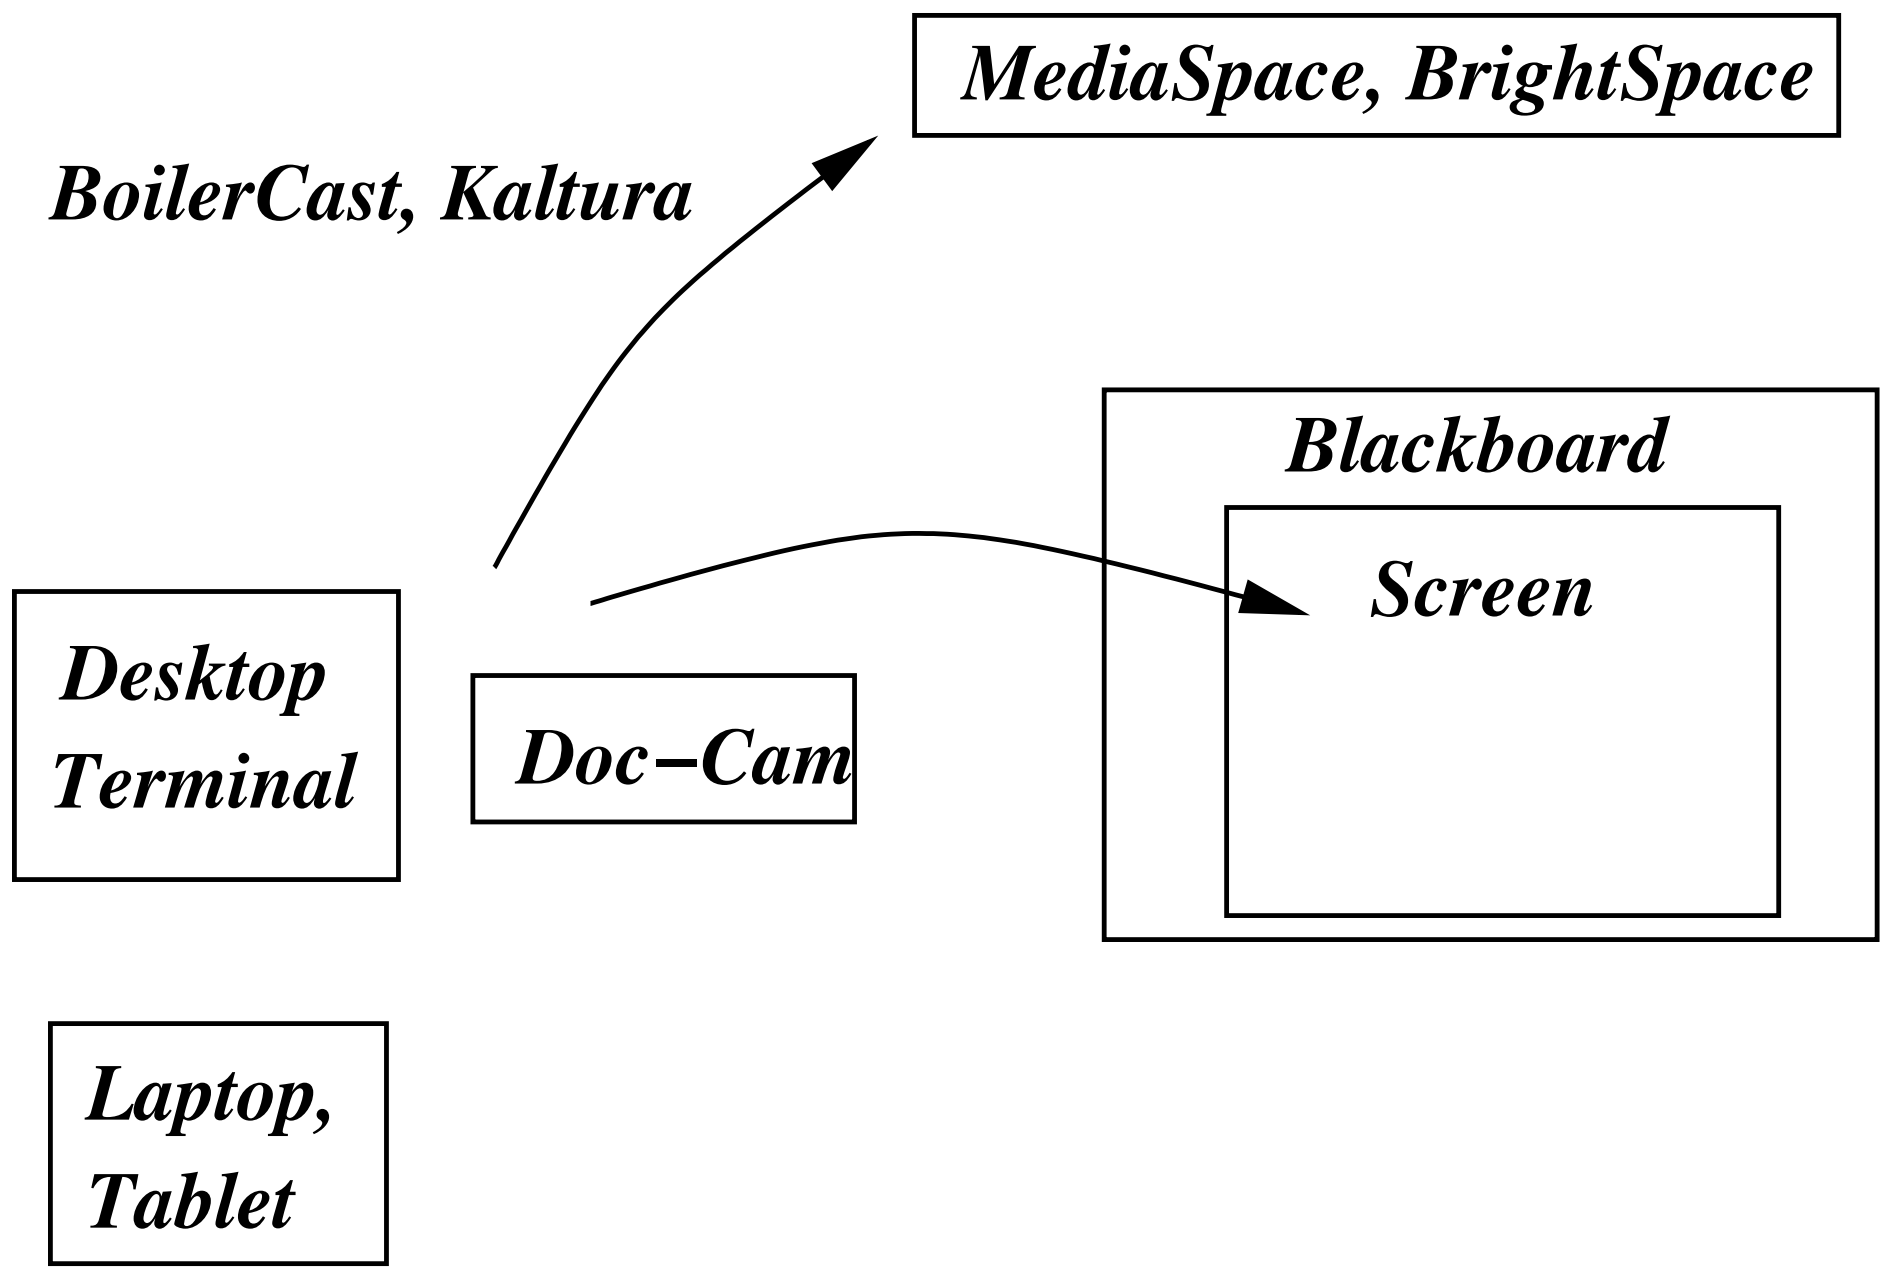 MediaSpace, BrightSpace
BoilerCast, Kaltura
Blackboard
Screen
Desktop
Terminal
Doc–Cam
Laptop,
Tablet